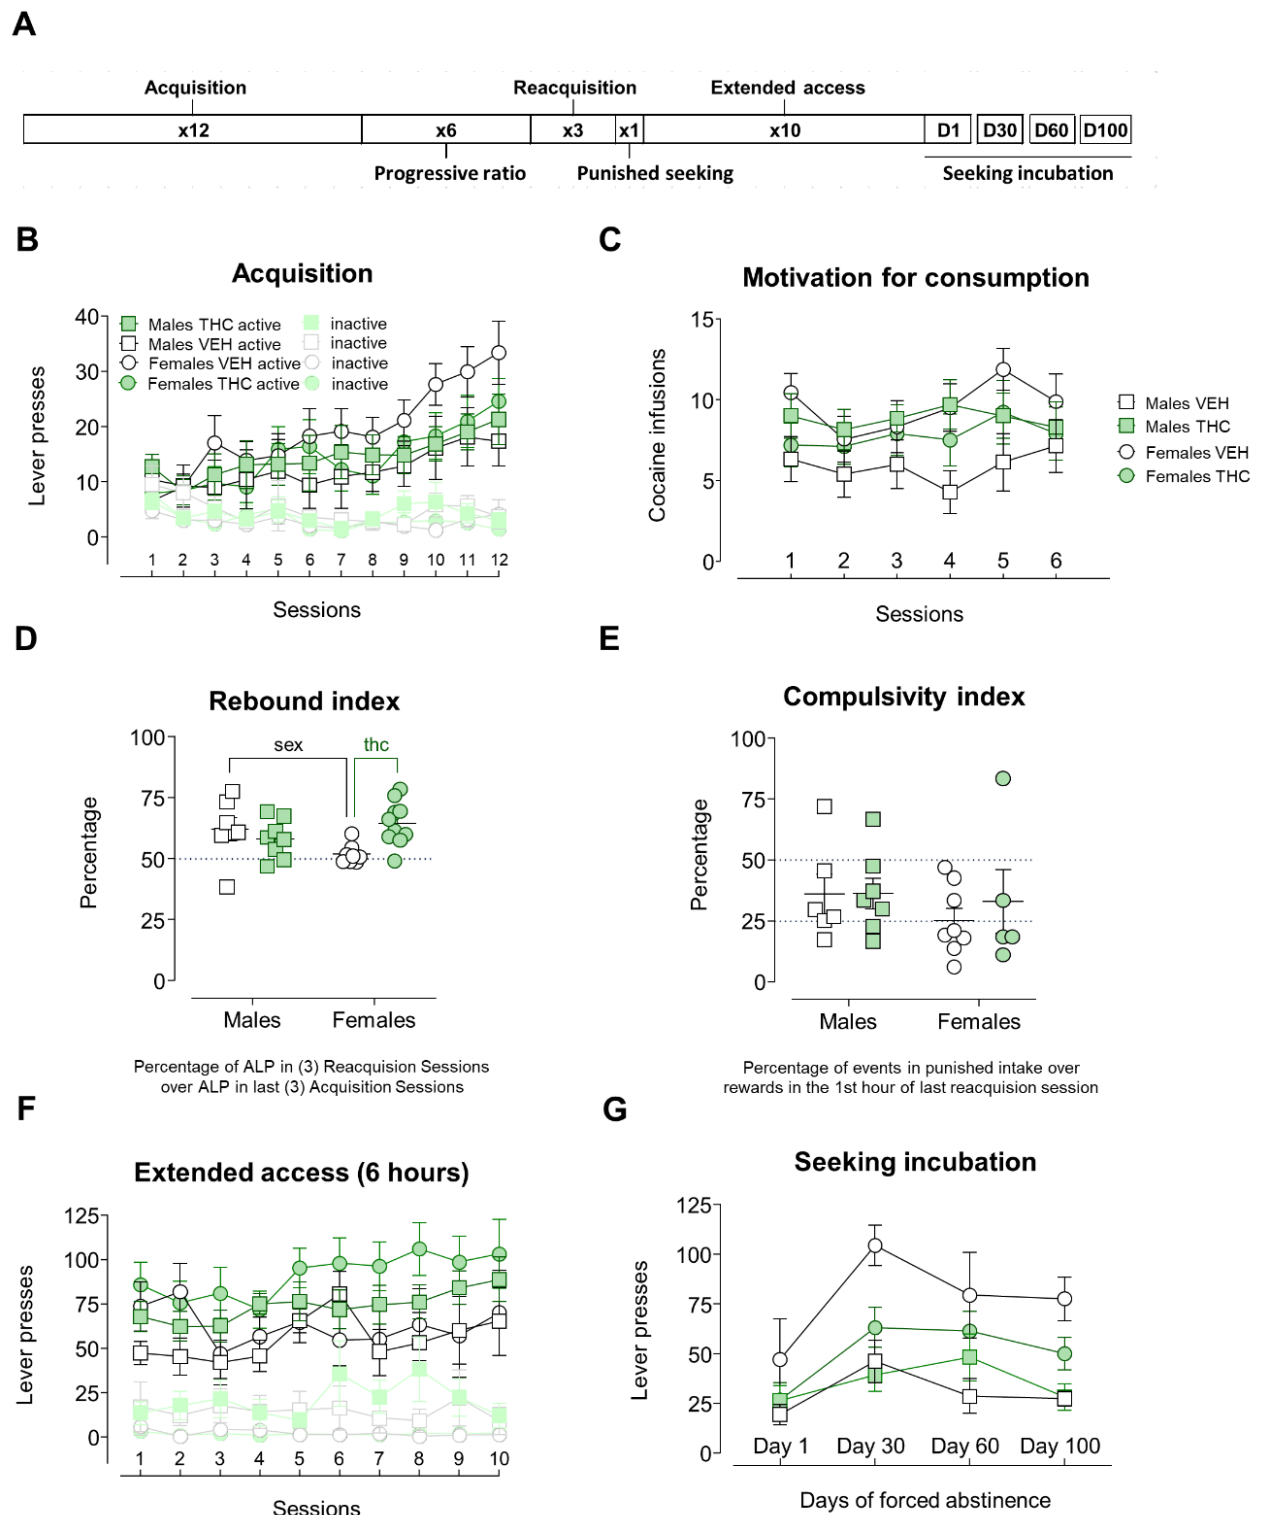 A
Acquisition Reacquisition Extended access
x12 x6 x3 x1 x10 D1 D30 D60 D100
Progressive ratio Punished seeking Seeking incubation
B
Acquisition
Lever presses
40
30
20
10
0
Males THC active inactive
Males VEH active inactive
Females VEH active inactive
Females THC active inactive
1 2 3 4 5 6 7 8 9 10 11 12
Sessions
C
Motivation for consumption
Cocaine infusions
15
10
5
0
1 2 3 4 5 6
Sessions
Males VEH
Males THC
Females VEH
Females THC
D
Rebound index
Percentage
100
75
50
25
0
sex thc
Males Females
Percentage of ALP in (3) Reacquision Sessions
over ALP in last (3) Acquisition Sessions
E
Compulsivity index
Percentage
100
75
50
25
0
Males Females
Percentage of events in punished intake over
rewards in the 1st hour of last reacquision session
F
Extended access (6 hours)
Lever presses
125
100
75
50
25
0
1 2 3 4 5 6 7 8 9 10
Sessions
G
Seeking incubation
Lever presses
125
100
75
50
25
0
Day 1 Day 30 Day 60 Day 100
Days of forced abstinence